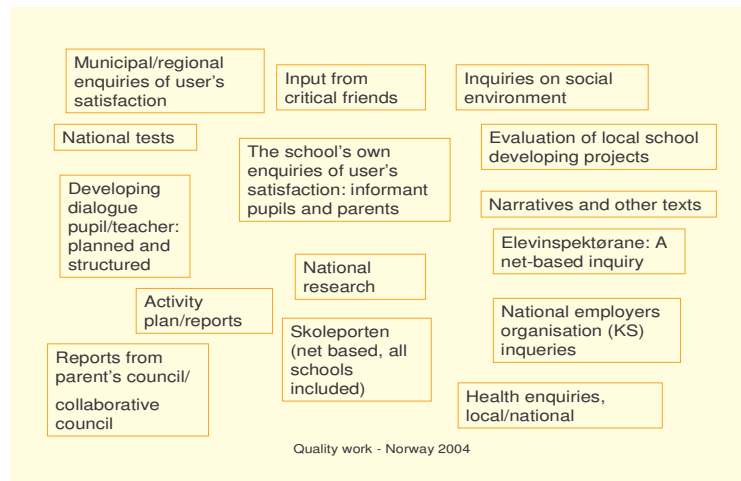 Municipal/regional
enquiries of user's
satisfaction
Input from
critical friends
Inquiries on social
environment
National tests
The school's own
enquiries of user's
satisfaction: informant
pupils and parents
Evaluation of local school
developing projects
Developing
dialogue
pupil/teacher:
planned and
structured
Narratives and other texts
Elevinspektørane: A
net-based inquiry
National
research
Activity
plan/reports
National employers
organisation (KS)
inqueries
Skoleporten
(net based, all
schools
included)
Reports from
parent's council/
collaborative
council
Health enquiries,
local/national
Quality work - Norway 2004